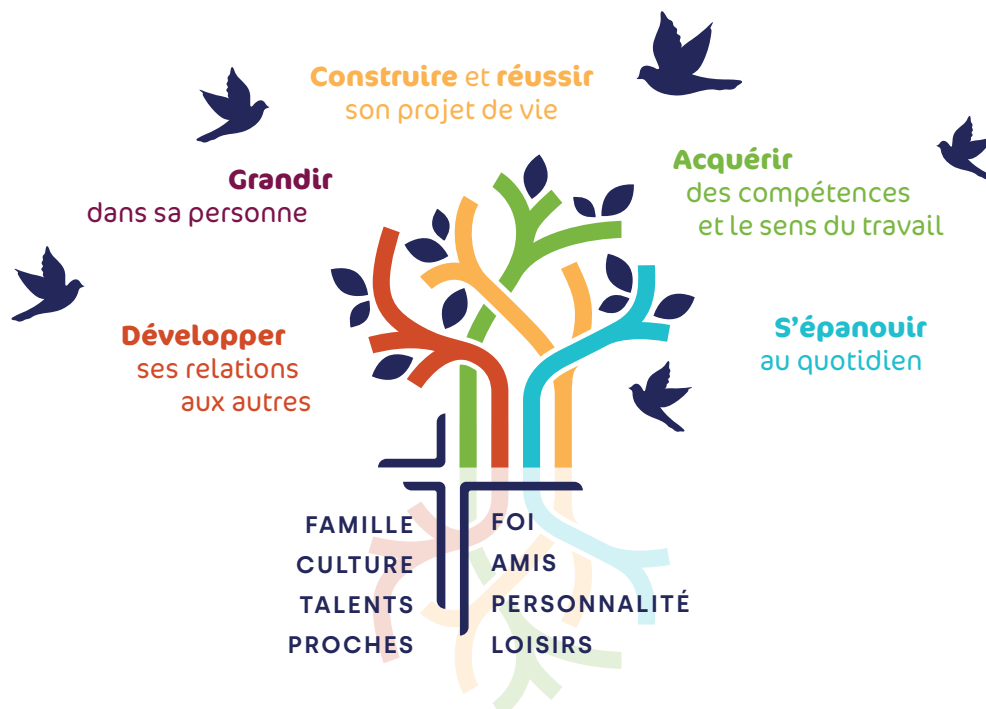 Construire et réussir
son projet de vie
Grandir
dans sa personne
Acquérir
des compétences
et le sens du travail
Développer
ses relations
aux autres
S'épanouir
au quotidien
FAMILLE
CULTURE
TALENTS
PROCHES
FOI
AMIS
PERSONNALITÉ
LOISIRS